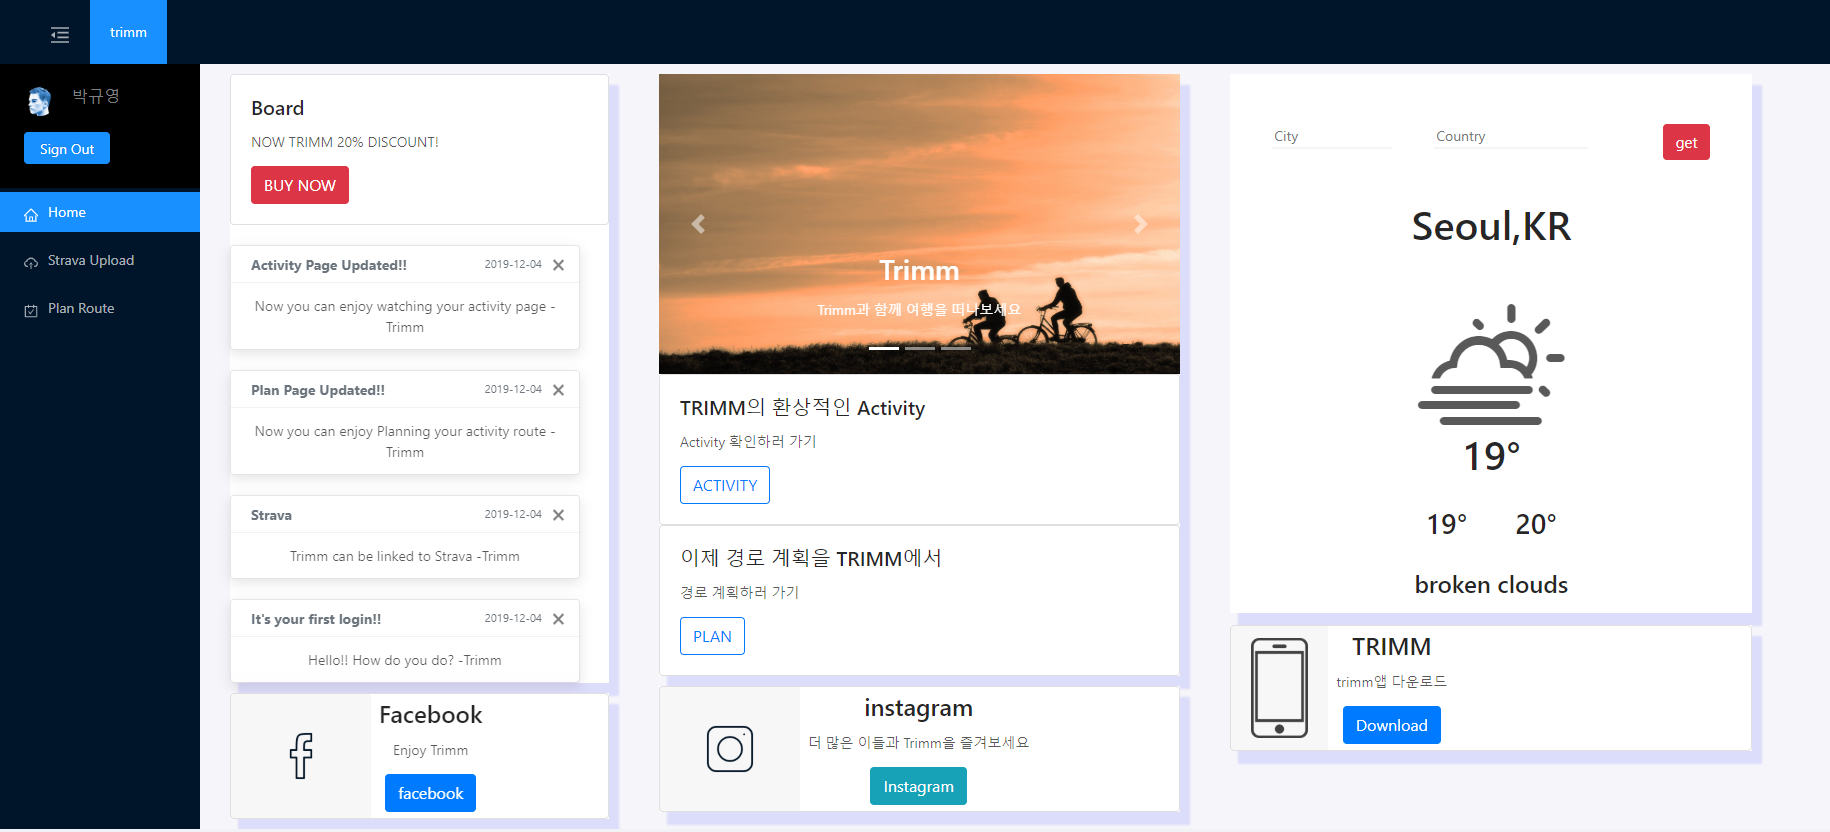 trimm
박규영
Sign Out
Home
Strava Upload
Plan Route
Board
NOW TRIMM 20% DISCOUNT!
BUY NOW
Activity Page Updated!! 2019-12-04
Now you can enjoy watching your activity page -
Trimm
Plan Page Updated!! 2019-12-04
Now you can enjoy Planning your activity route -
Trimm
Strava 2019-12-04
Trimm can be linked to Strava -Trimm
It's your first login!! 2019-12-04
Hello!! How do you do? -Trimm
Facebook
Enjoy Trimm
facebook
Trimm
Trimm과 함께 여행을 떠나보세요
TRIMM의 환상적인 Activity
Activity 확인하러 가기
ACTIVITY
이제 경로 계획을 TRIMM에서
경로 계획하러 가기
PLAN
instagram
더 많은 이들과 Trimm을 즐겨보세요
Instagram
City Country get
Seoul,KR
19°
19° 20°
broken clouds
TRIMM
trimm앱 다운로드
Download